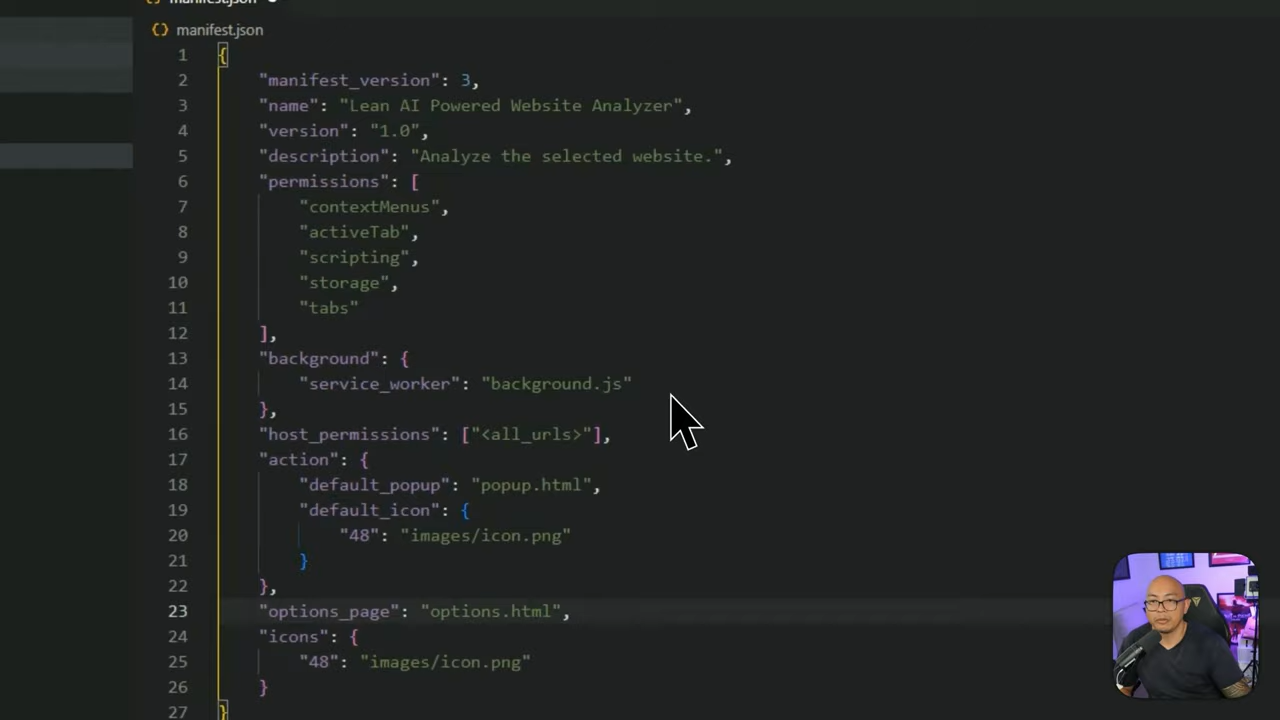 manifest.json
manifest.json
1 {
2 "manifest_version": 3,
3 "name": "Lean AI Powered Website Analyzer",
4 "version": "1.0",
5 "description": "Analyze the selected website.",
6 "permissions": [
7 "contextMenus",
8 "activeTab",
9 "scripting",
10 "storage",
11 "tabs"
12 ],
13 "background": {
14 "service_worker": "background.js"
15 },
16 "host_permissions": ["<all_urls>"],
17 "action": {
18 "default_popup": "popup.html",
19 "default_icon": {
20 "48": "images/icon.png"
21 }
22 },
23 "options_page": "options.html",
24 "icons": {
25 "48": "images/icon.png"
26 }
27 }